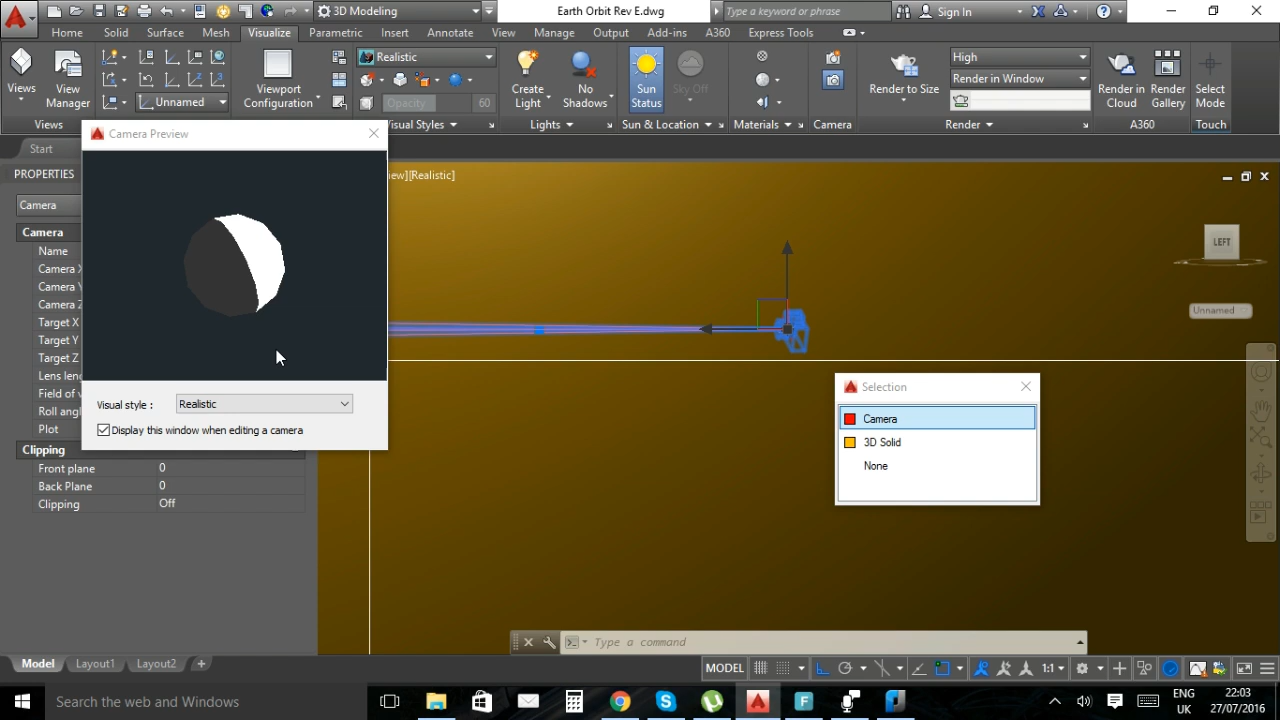 3D Modeling
Earth Orbit Rev E.dwg
Type a keyword or phrase
Sign In
Home
Solid
Surface
Mesh
Visualize
Parametric
Insert
Annotate
View
Manage
Output
Add-ins
A360
Express Tools
Views
View
Manager
Unnamed
Views
Viewport
Configuration
Realistic
Opacity
60
Visual Styles
Create
Light
No
Shadows
Lights
Sun
Status
Sky Off
Sun & Location
Materials
Camera
Render to Size
High
Render in Window
Render
Render in
Cloud
Render
Gallery
A360
Select
Mode
Touch
Start
Camera Preview
PROPERTIES
Camera
Camera
Name
Camera X
Camera Y
Camera Z
Target X
Target Y
Target Z
Lens leng
Field of v
Roll angl
Plot
Visual style :
Realistic
Display this window when editing a camera
Clipping
Front plane 0
Back Plane 0
Clipping Off
ew][Realistic]
LEFT
Unnamed
Selection
Camera
3D Solid
None
Type a command
Model
Layout1
Layout2
MODEL
1:1
Search the web and Windows
ENG
UK
22:03
27/07/2016